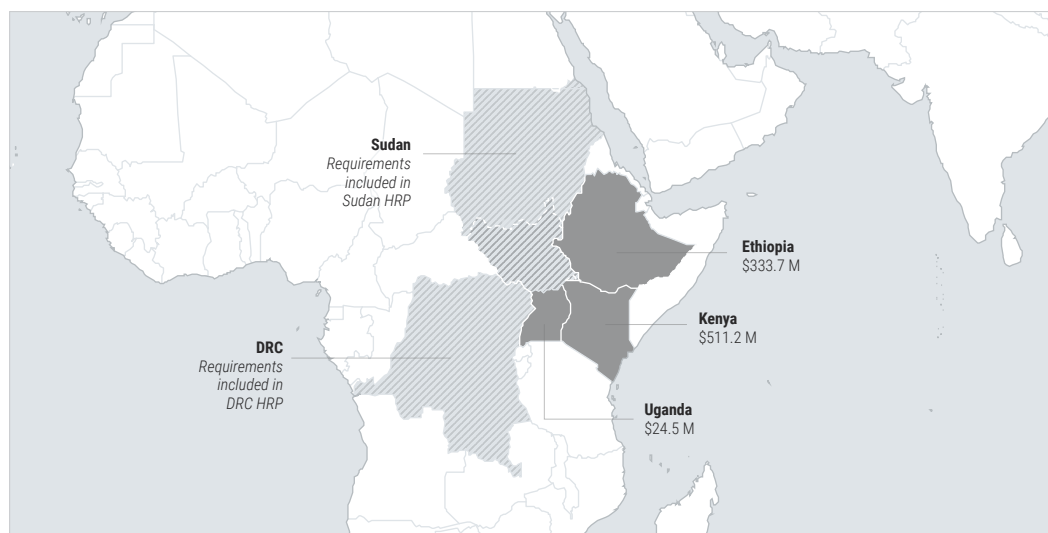 Sudan
Requirements
included in
Sudan HRP
Ethiopia
$333.7 M
Kenya
$511.2 M
DRC
Requirements
included in
DRC HRP
Uganda
$24.5 M